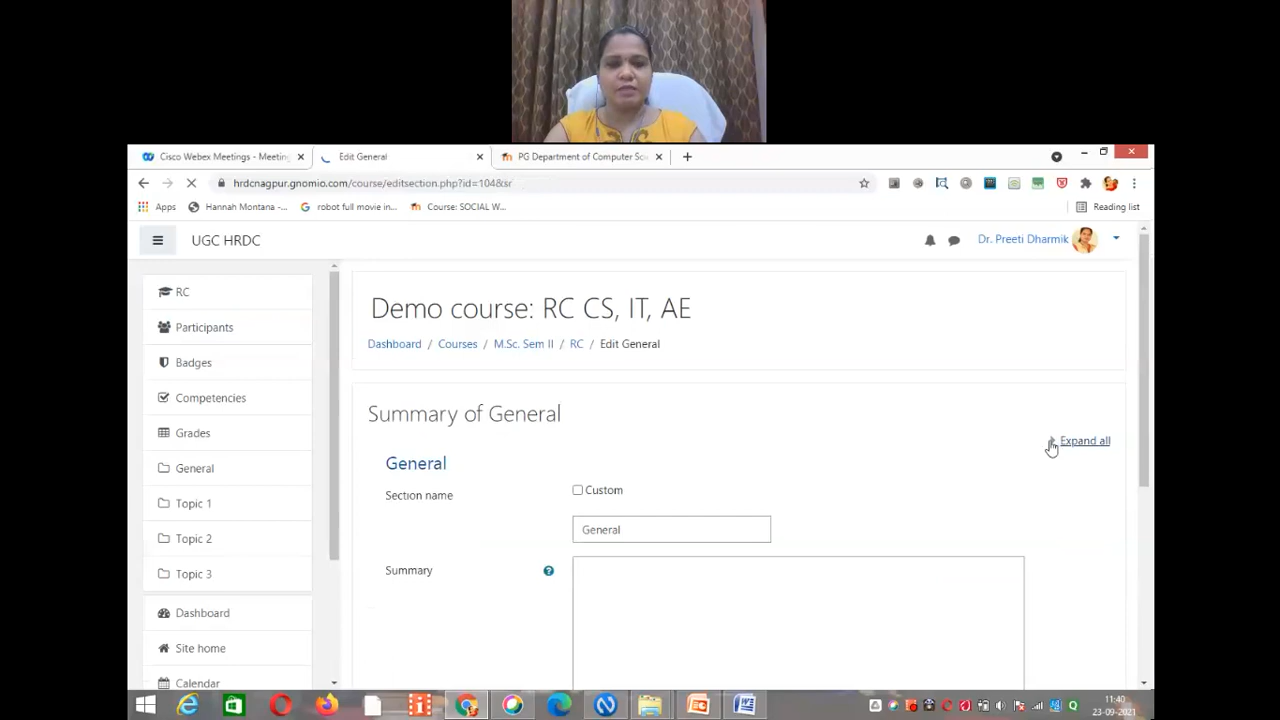 Cisco Webex Meetings - Meeting
Edit General
PG Department of Computer Sc
hrdcnagpur.gnomio.com/course/editsection.php?id=104&sr
Apps
Hannah Montana -...
robot full movie in...
Course: SOCIAL W...
Reading list
UGC HRDC
Dr. Preeti Dharmik
RC
Participants
Badges
Competencies
Grades
General
Topic 1
Topic 2
Topic 3
Dashboard
Site home
Calendar
Demo course: RC CS, IT, AE
Dashboard / Courses / M.Sc. Sem II / RC / Edit General
Summary of General
Expand all
General
Section name
Custom
General
Summary
11:40
23-09-2021